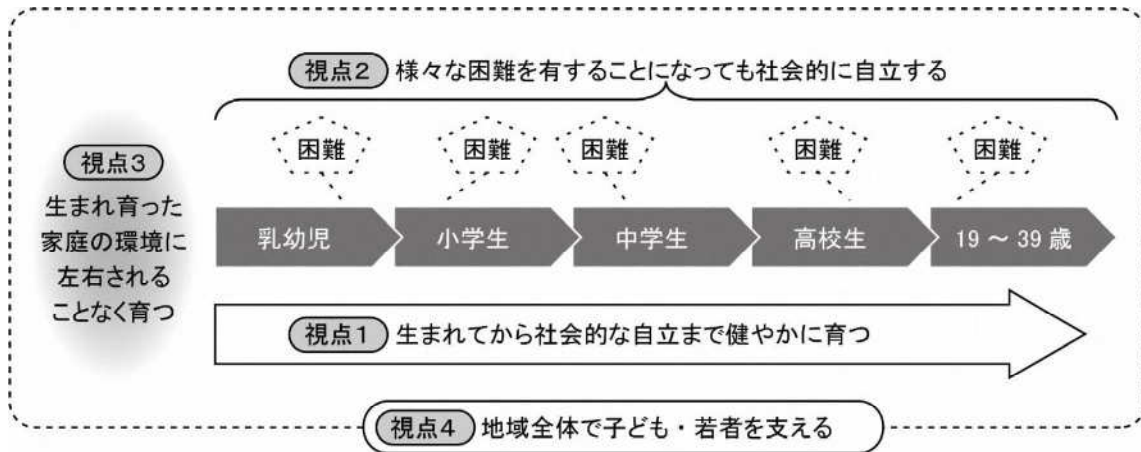 視点2 様々な困難を有することになっても社会的に自立する
困難
困難
困難
困難
困難
視点3
生まれ育った
家庭の環境に
左右される
ことなく育つ
乳幼児
小学生
中学生
高校生
19～39歳
視点1 生まれてから社会的な自立まで健やかに育つ
視点4 地域全体で子ども・若者を支える